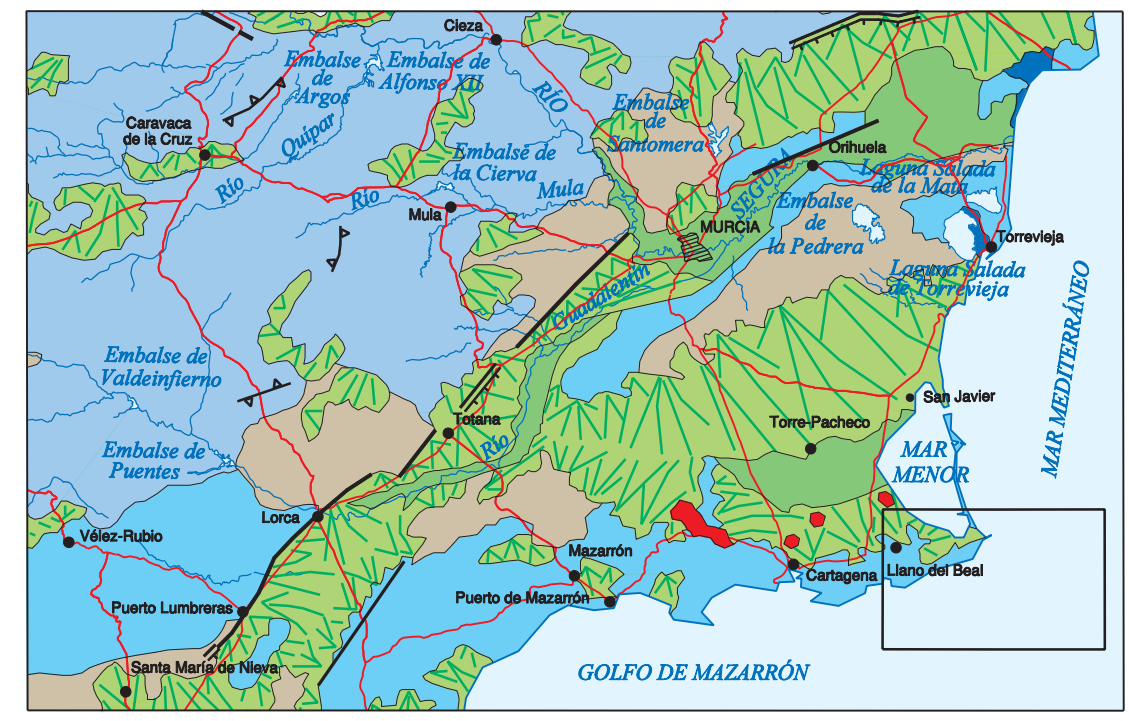 Cieza
Embalse
de
Argos
Embalse de
Alfonso XII
RÍO
Embalse
de
Santomera
Caravaca
de la Cruz
Quipar
Orihuela
Embalse de
la Cierva
SEGURA
Laguna Salada
de la Mata
Río
Río
Mula
Mula
Embalse
de
la Pedrera
MURCIA
Torrevieja
Laguna Salada
de Torrevieja
Guadalentín
MAR MEDITERRÁNEO
Embalse de
Valdeinfierno
San Javier
Totana
Torre-Pacheco
Río
Embalse de
Puentes
MAR
MENOR
Lorca
Vélez-Rubio
Mazarrón
Cartagena
Llano del Beal
Puerto Lumbreras
Puerto de Mazarrón
Santa María de Nieva
GOLFO DE MAZARRÓN